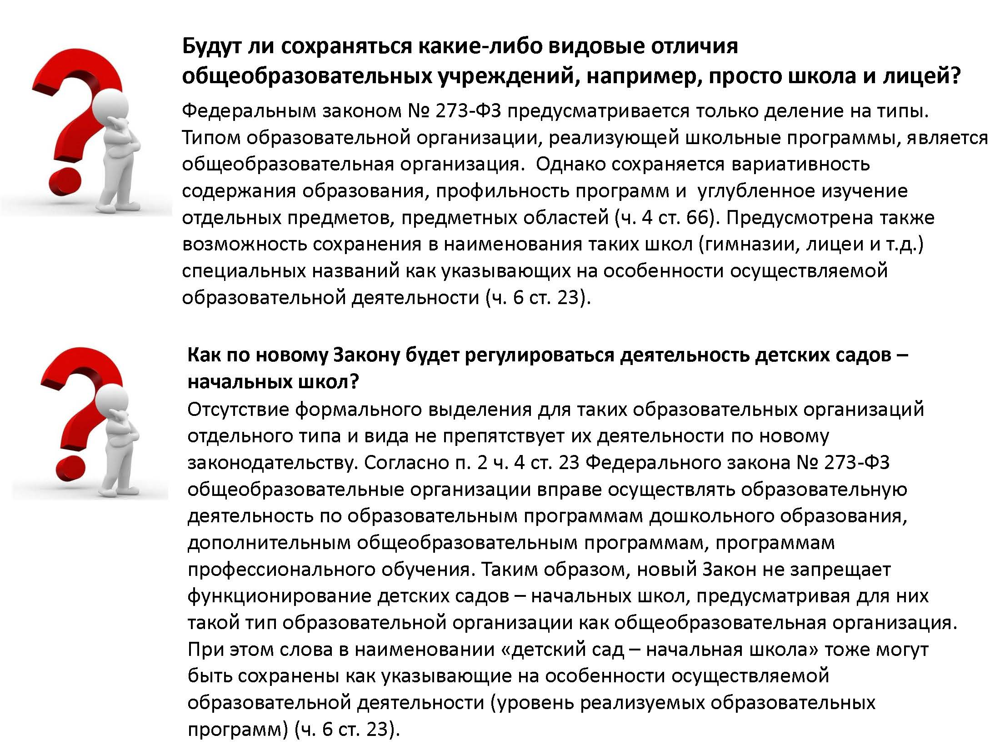 Будут ли сохраняться какие-либо видовые отличия
общеобразовательных учреждений, например, просто школа и лицей?
Федеральным законом № 273-ФЗ предусматривается только деление на типы.
Типом образовательной организации, реализующей школьные программы, является
общеобразовательная организация.  Однако сохраняется вариативность
содержания образования, профильность программ и  углубленное изучение
отдельных предметов, предметных областей (ч. 4 ст. 66). Предусмотрена также
возможность сохранения в наименования таких школ (гимназии, лицеи и т.д.)
специальных названий как указывающих на особенности осуществляемой
образовательной деятельности (ч. 6 ст. 23).
Как по новому Закону будет регулироваться деятельность детских садов –
начальных школ?
Отсутствие формального выделения для таких образовательных организаций
отдельного типа и вида не препятствует их деятельности по новому
законодательству. Согласно п. 2 ч. 4 ст. 23 Федерального закона № 273-ФЗ
общеобразовательные организации вправе осуществлять образовательную
деятельность по образовательным программам дошкольного образования,
дополнительным общеобразовательным программам, программам
профессионального обучения. Таким образом, новый Закон не запрещает
функционирование детских садов – начальных школ, предусматривая для них
такой тип образовательной организации как общеобразовательная организация.
При этом слова в наименовании «детский сад – начальная школа» тоже могут
быть сохранены как указывающие на особенности осуществляемой
образовательной деятельности (уровень реализуемых образовательных
программ) (ч. 6 ст. 23).